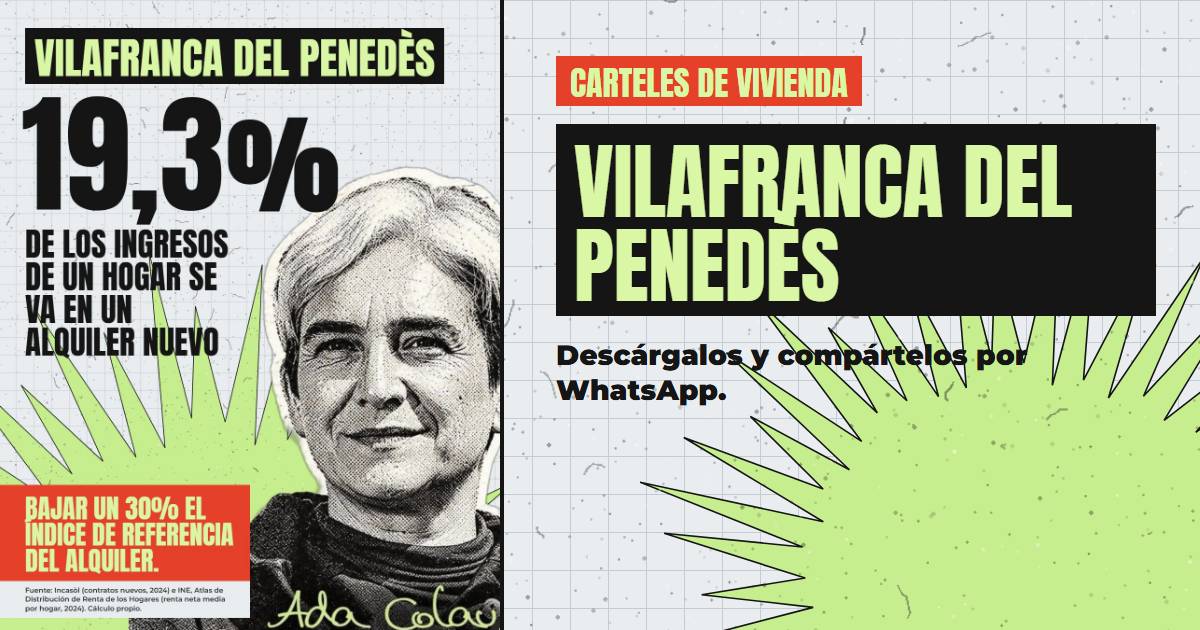 VILAFRANCA DEL PENEDÈS
19,3%
DE LOS INGRESOS
DE UN HOGAR SE
VA EN UN
ALQUILER NUEVO
BAJAR UN 30% EL
ÍNDICE DE REFERENCIA
DEL ALQUILER.
Fuente: Incasòl (contratos nuevos, 2024) e INE, Atlas de
Distribución de Renta de los Hogares (renta neta media
por hogar, 2024). Cálculo propio.
Ada Colau
CARTELES DE VIVIENDA
VILAFRANCA DEL
PENEDÈS
Descárgalos y compártelos por
WhatsApp.